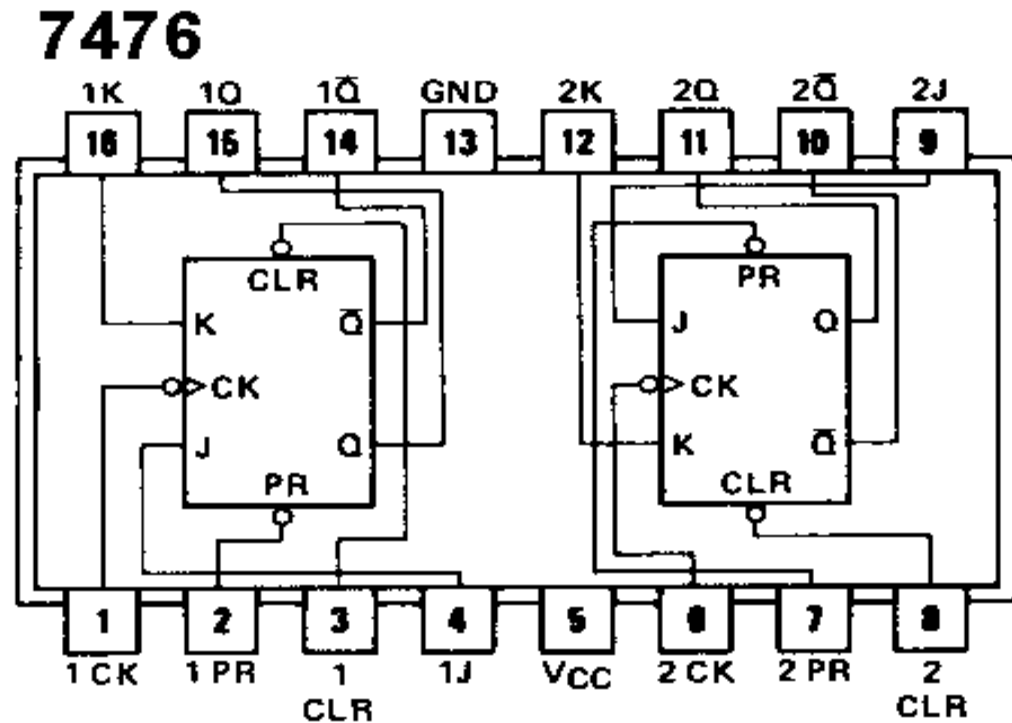 7476
1K 1Q 1Q̅ GND 2K 2Q 2Q̅ 2J
16 15 14 13 12 11 10 9
CLR PR
K Q̅ J Q
CK CK
J Q K Q̅
PR CLR
1 2 3 4 5 6 7 8
1 CK 1 PR 1 1J VCC 2 CK 2 PR 2
CLR CLR